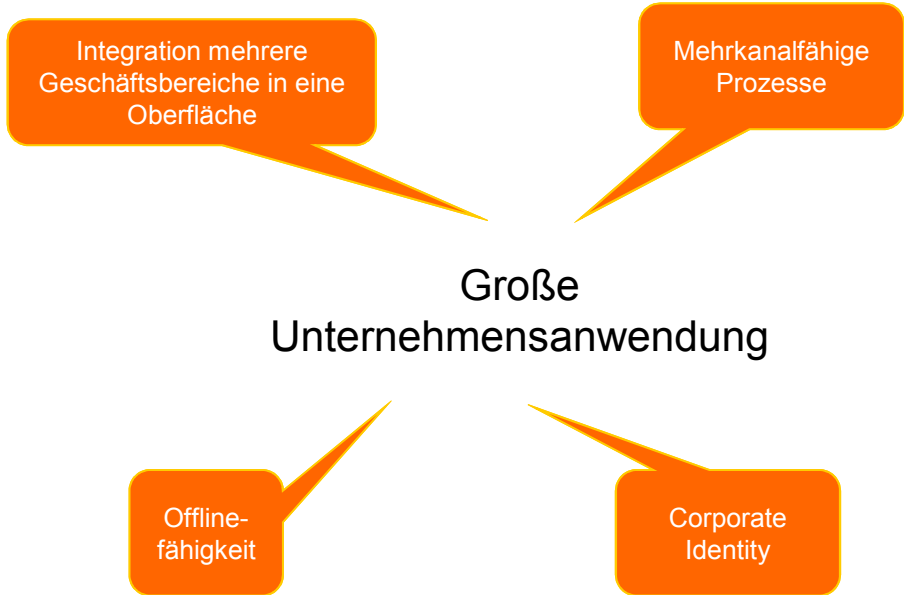 Integration mehrere
Geschäftsbereiche in eine
Oberfläche
Mehrkanalfähige
Prozesse
Große
Unternehmensanwendung
Offline-
fähigkeit
Corporate
Identity